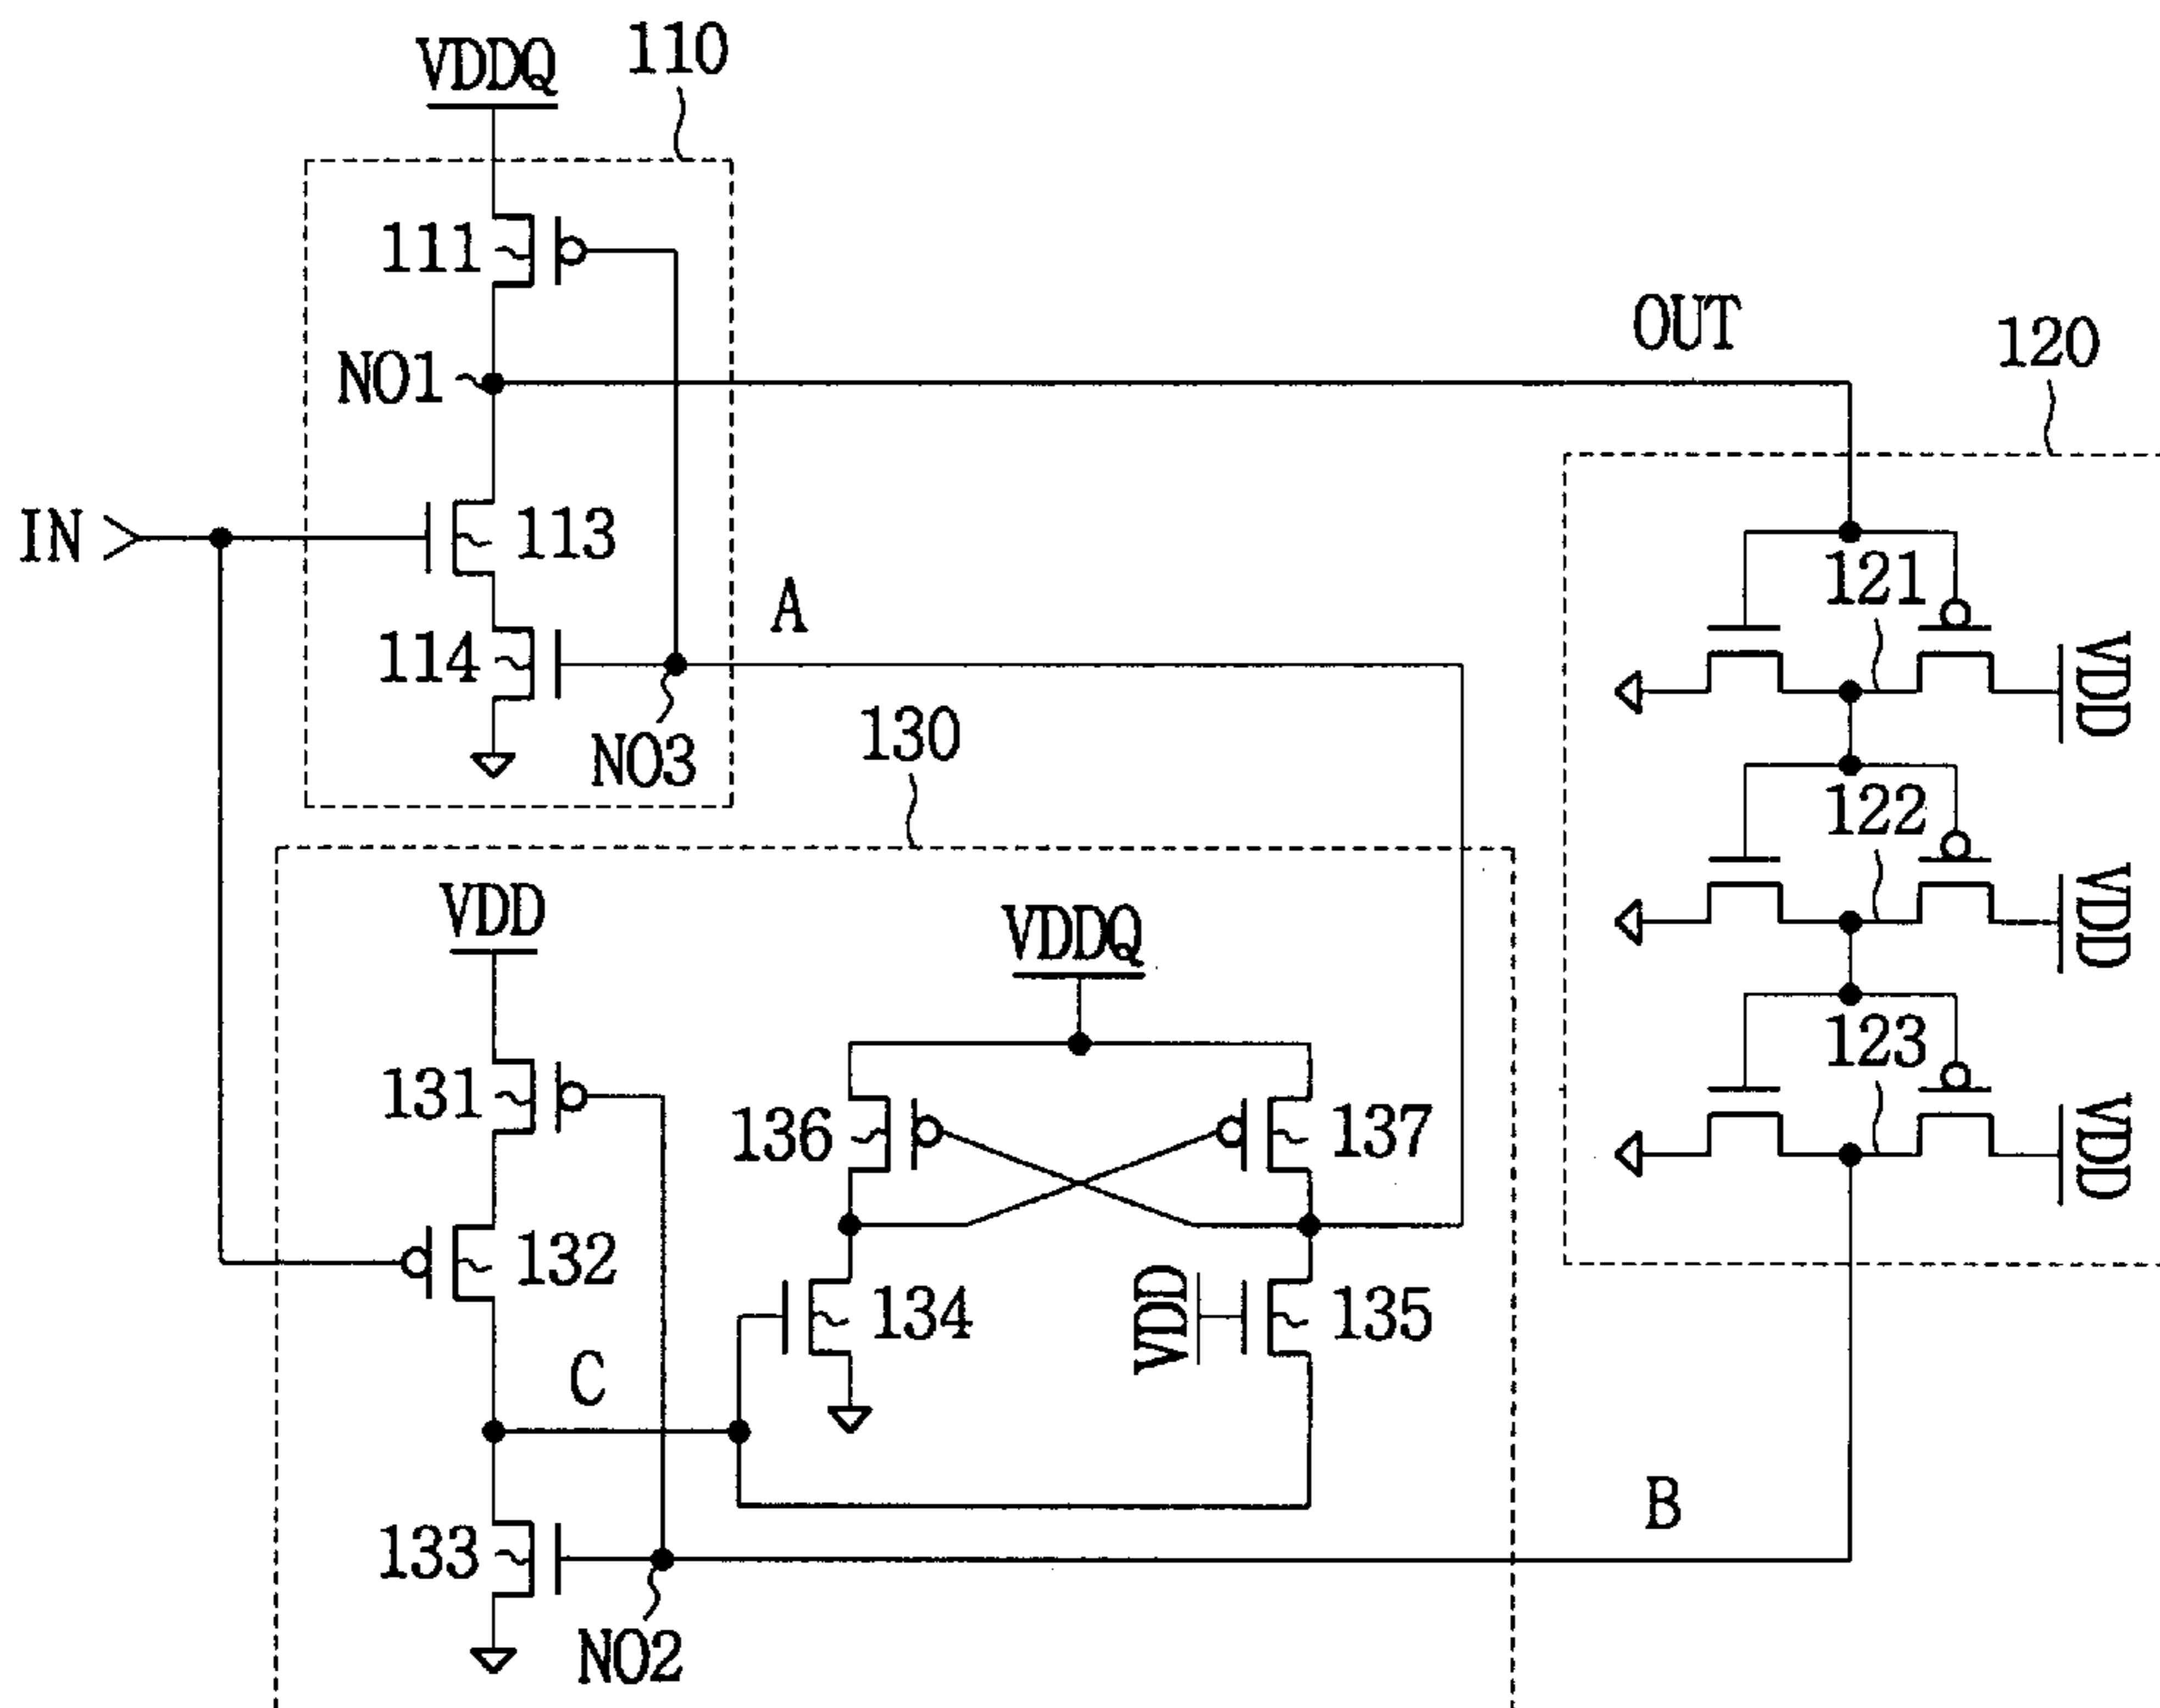 VDDQ
110
111
NO1
OUT
120
IN
113
114
A
NO3
121
VDD
130
122
VDD
VDD
VDDQ
123
VDD
131
136
137
132
134
VDD
135
C
B
133
NO2